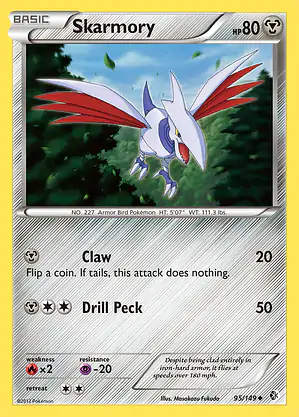 BASIC
Skarmory
HP80
NO. 227 Armor Bird Pokémon HT: 5'07" WT: 111.3 lbs.
Claw 20
Flip a coin. If tails, this attack does nothing.
Drill Peck 50
weakness resistance
×2 -20
retreat
Despite being clad entirely in
iron-hard armor, it flies at
speeds over 180 mph.
Illus. Masakazu Fukuda 95/149
©2012 Pokémon